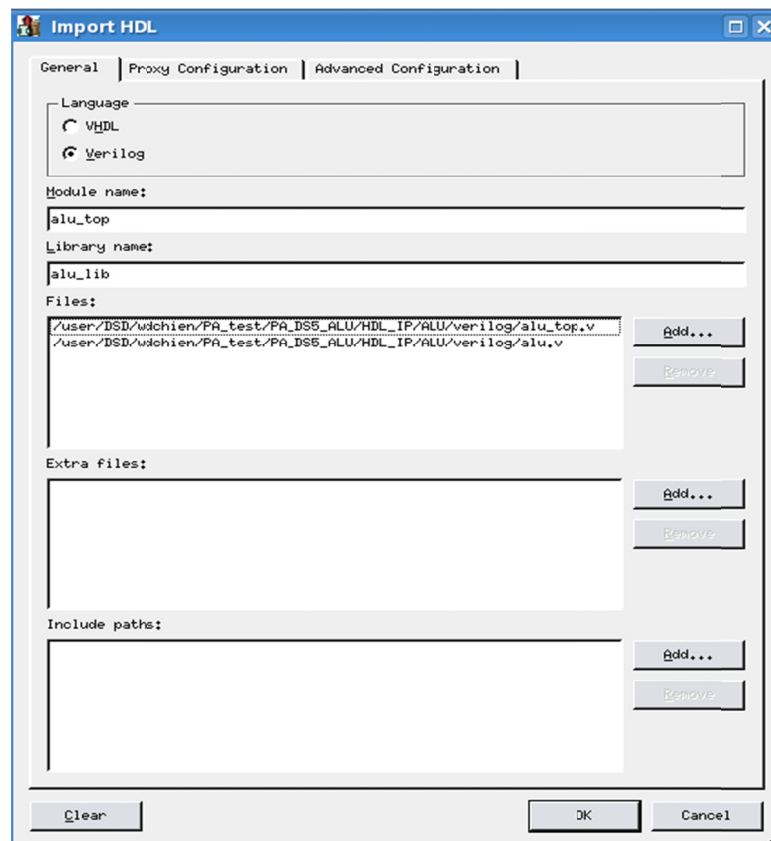 Import HDL
General Proxy Configuration Advanced Configuration
Language
VHDL
Verilog
Module name:
alu_top
Library name:
alu_lib
Files:
/user/DSD/wdchien/PA_test/PA_DS5_ALU/HDL_IP/ALU/verilog/alu_top.v
Add...
/user/DSD/wdchien/PA_test/PA_DS5_ALU/HDL_IP/ALU/verilog/alu.v
Remove
Extra files:
Add...
Remove
Include paths:
Add...
Remove
Clear OK Cancel